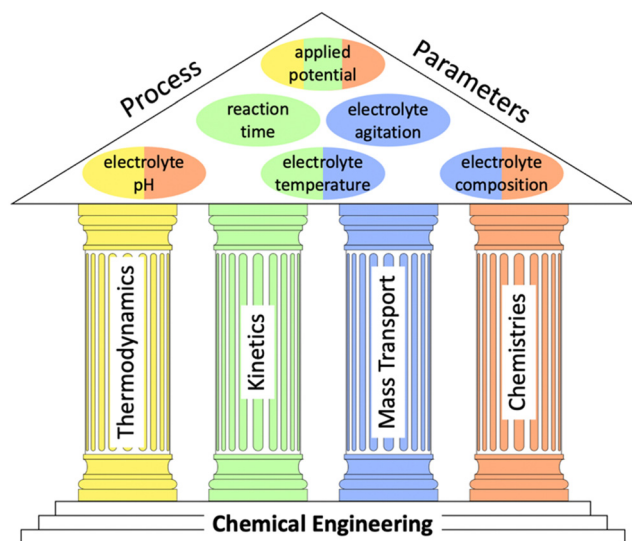 Process
Parameters
applied
potential
reaction
time
electrolyte
agitation
electrolyte
pH
electrolyte
temperature
electrolyte
composition
Thermodynamics
Kinetics
Mass Transport
Chemistries
Chemical Engineering